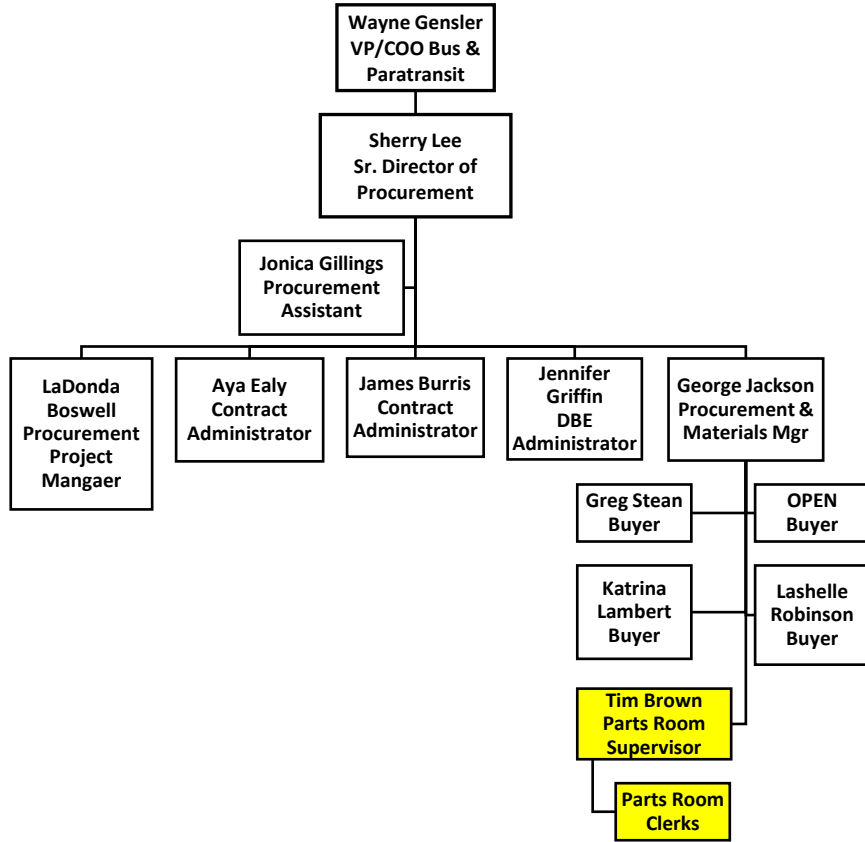 Wayne Gensler
VP/COO Bus &
Paratransit
Sherry Lee
Sr. Director of
Procurement
Jonica Gillings
Procurement
Assistant
LaDonda
Boswell
Procurement
Project
Mangaer
Aya Ealy
Contract
Administrator
James Burris
Contract
Administrator
Jennifer
Griffin
DBE
Administrator
George Jackson
Procurement &
Materials Mgr
Greg Stean
Buyer
OPEN
Buyer
Katrina
Lambert
Buyer
Lashelle
Robinson
Buyer
Tim Brown
Parts Room
Supervisor
Parts Room
Clerks